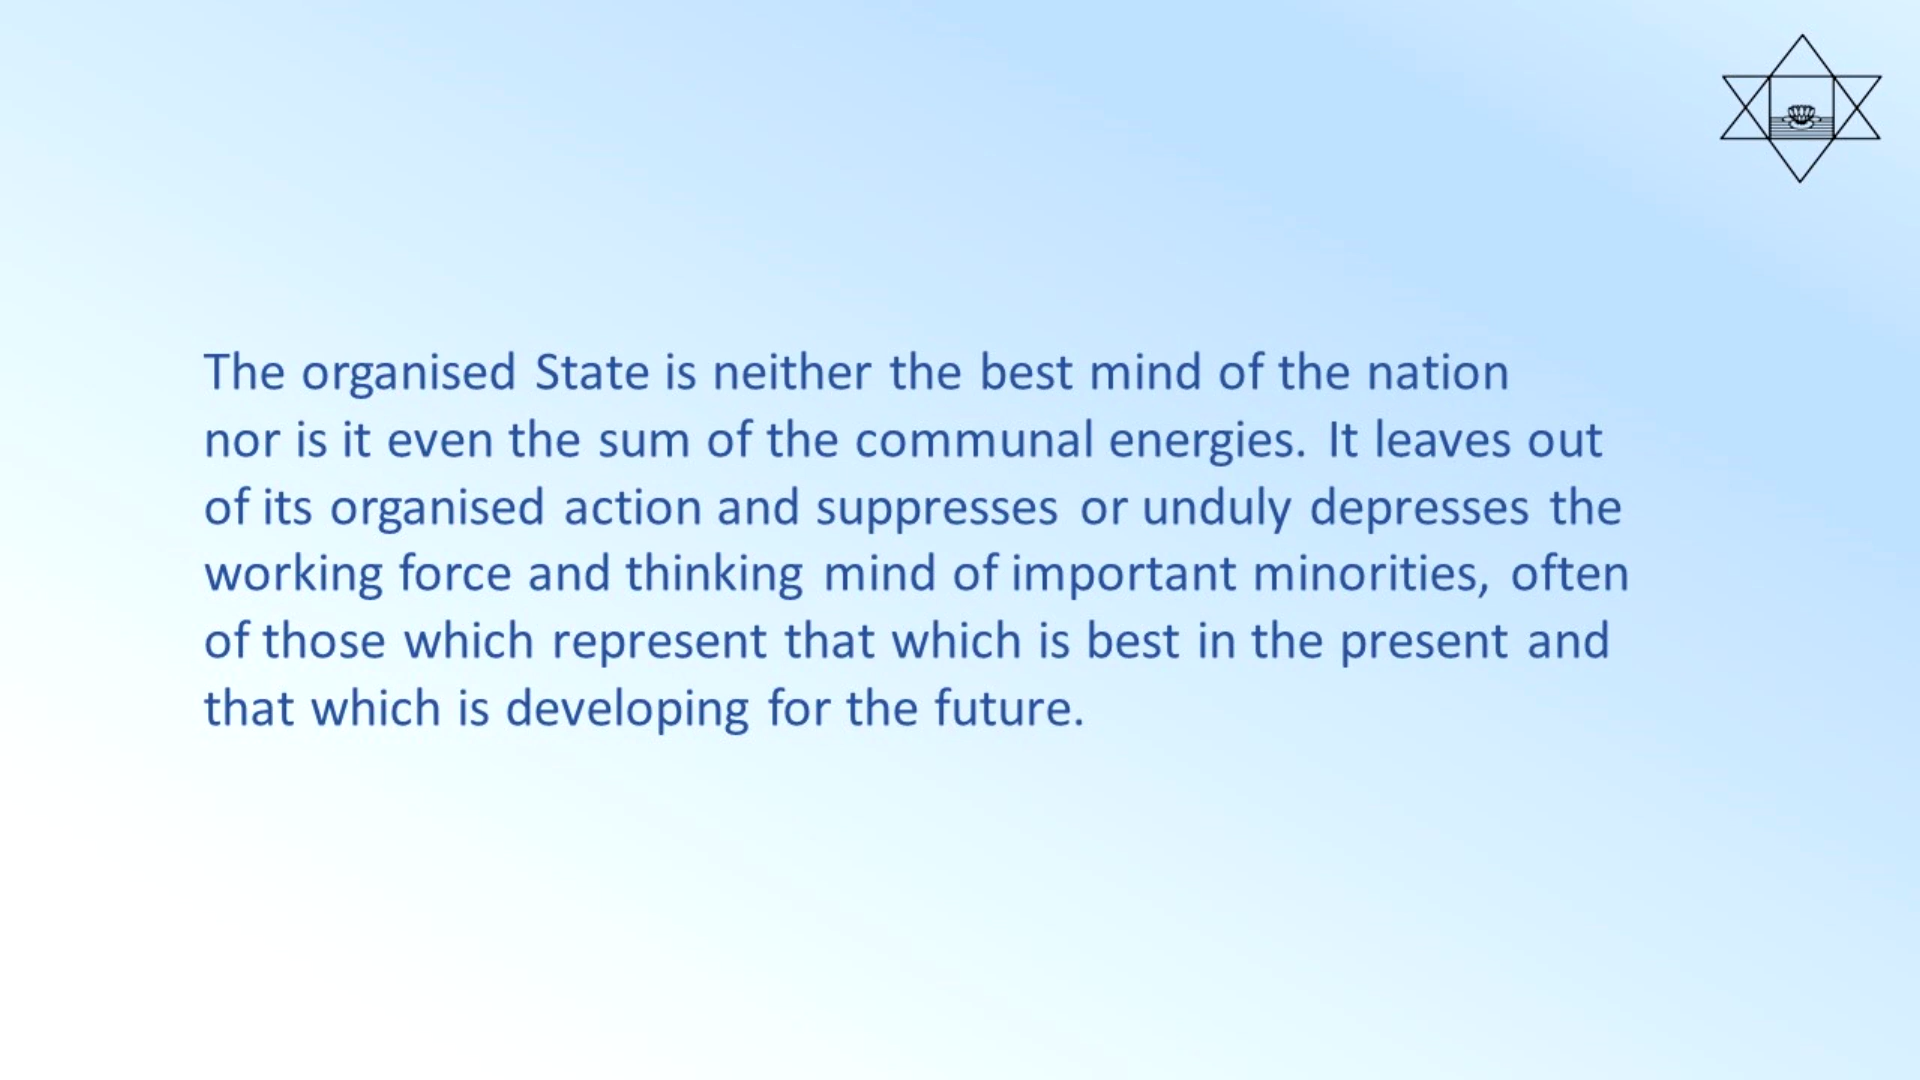 The organised State is neither the best mind of the nation
nor is it even the sum of the communal energies. It leaves out
of its organised action and suppresses or unduly depresses the
working force and thinking mind of important minorities, often
of those which represent that which is best in the present and
that which is developing for the future.